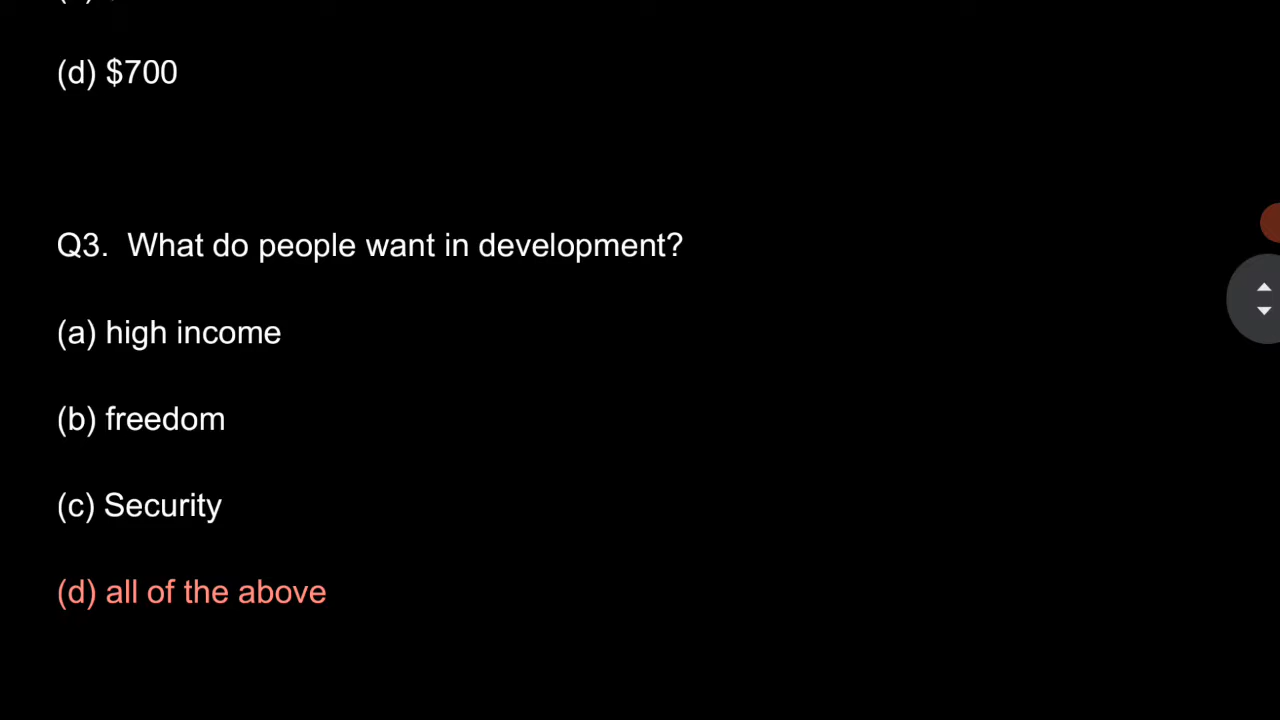 (d) $700
Q3. What do people want in development?
(a) high income
(b) freedom
(c) Security
(d) all of the above